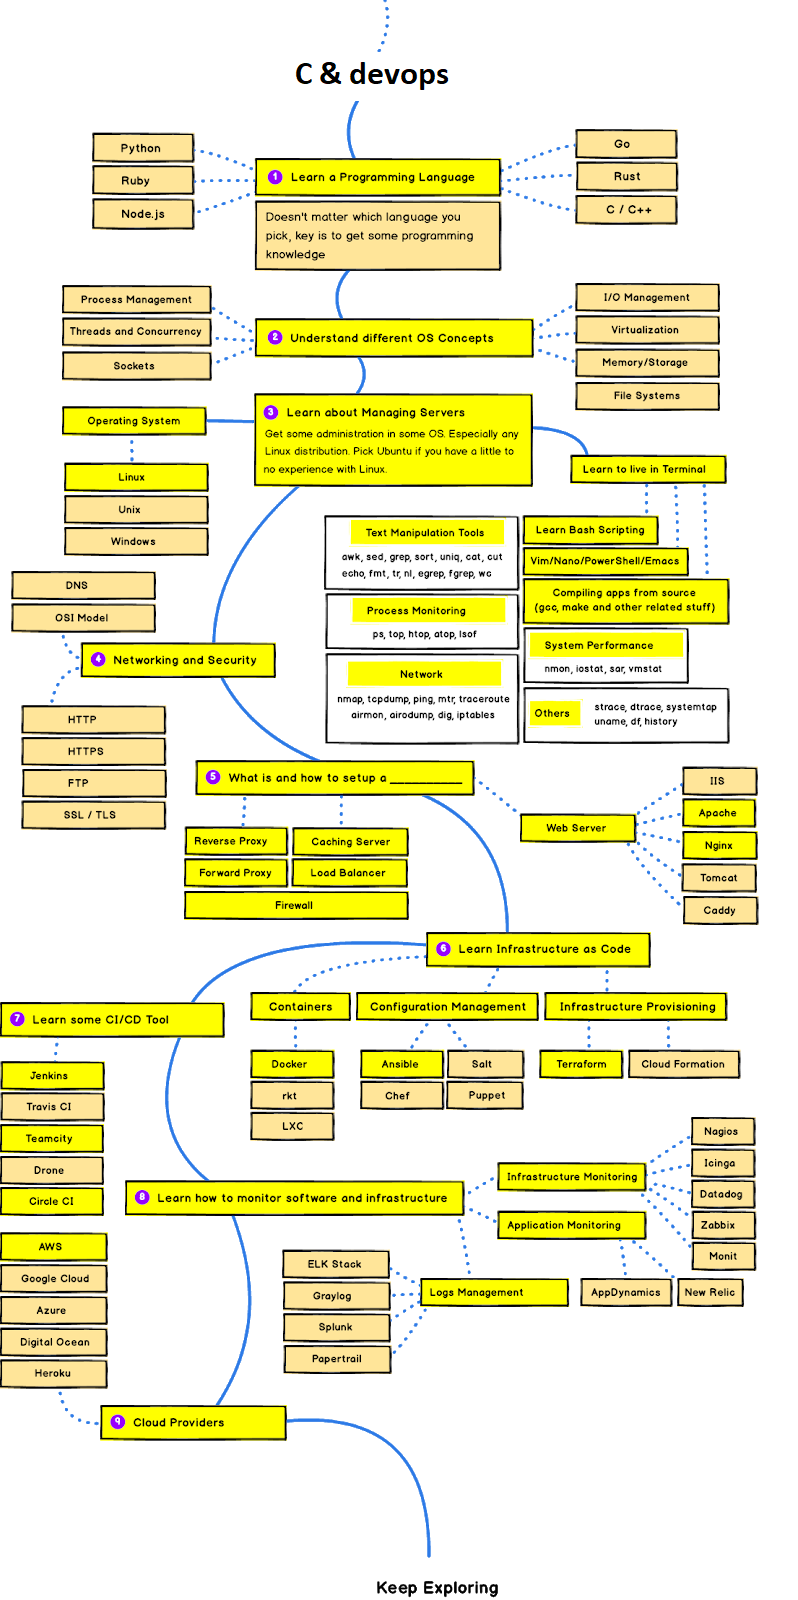 C & devops
Python
Ruby
Node.js
1 Learn a Programming Language
Go
Rust
C / C++
Doesn't matter which language you
pick, key is to get some programming
knowledge
Process Management
Threads and Concurrency
Sockets
2 Understand different OS Concepts
I/O Management
Virtualization
Memory/Storage
File Systems
3 Learn about Managing Servers
Get some administration in some OS. Especially any
Linux distribution. Pick Ubuntu if you have a little to
no experience with Linux.
Operating System
Linux
Unix
Windows
Learn to live in Terminal
Text Manipulation Tools
awk, sed, grep, sort, uniq, cat, cut
echo, fmt, tr, nl, egrep, fgrep, wc
Process Monitoring
ps, top, htop, atop, lsof
Network
nmap, tcpdump, ping, mtr, traceroute
airmon, airodump, dig, iptables
Learn Bash Scripting
Vim/Nano/PowerShell/Emacs
Compiling apps from source
(gcc, make and other related stuff)
System Performance
nmon, iostat, sar, vmstat
Others
strace, dtrace, systemtap
uname, df, history
DNS
OSI Model
4 Networking and Security
HTTP
HTTPS
FTP
SSL / TLS
5 What is and how to setup a ___________
Reverse Proxy
Caching Server
Forward Proxy
Load Balancer
Firewall
Web Server
IIS
Apache
Nginx
Tomcat
Caddy
6 Learn Infrastructure as Code
Containers
Docker
rkt
LXC
Configuration Management
Ansible
Salt
Chef
Puppet
Infrastructure Provisioning
Terraform
Cloud Formation
7 Learn some CI/CD Tool
Jenkins
Travis CI
Teamcity
Drone
Circle CI
8 Learn how to monitor software and infrastructure
Infrastructure Monitoring
Nagios
Icinga
Datadog
Zabbix
Monit
Application Monitoring
AppDynamics
New Relic
Logs Management
ELK Stack
Graylog
Splunk
Papertrail
AWS
Google Cloud
Azure
Digital Ocean
Heroku
9 Cloud Providers
Keep Exploring